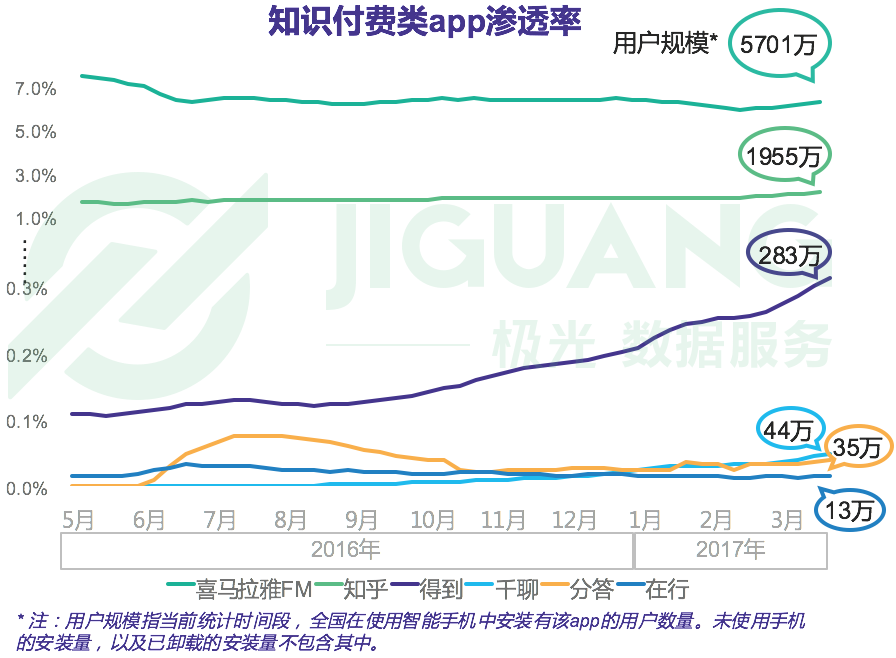 知识付费类app渗透率
用户规模*
5701万
7.0%
5.0%
1955万
3.0%
1.0%
JIGUANG
283万
0.3%
极光 数据服务
0.2%
0.1%
44万
35万
0.0%
13万
5月 6月 7月 8月 9月 10月 11月 12月 1月 2月 3月
2016年 2017年
喜马拉雅FM 知乎 得到 千聊 分答 在行
* 注：用户规模指当前统计时间段，全国在使用智能手机中安装有该app的用户数量。未使用手机
的安装量，以及已卸载的安装量不包含其中。